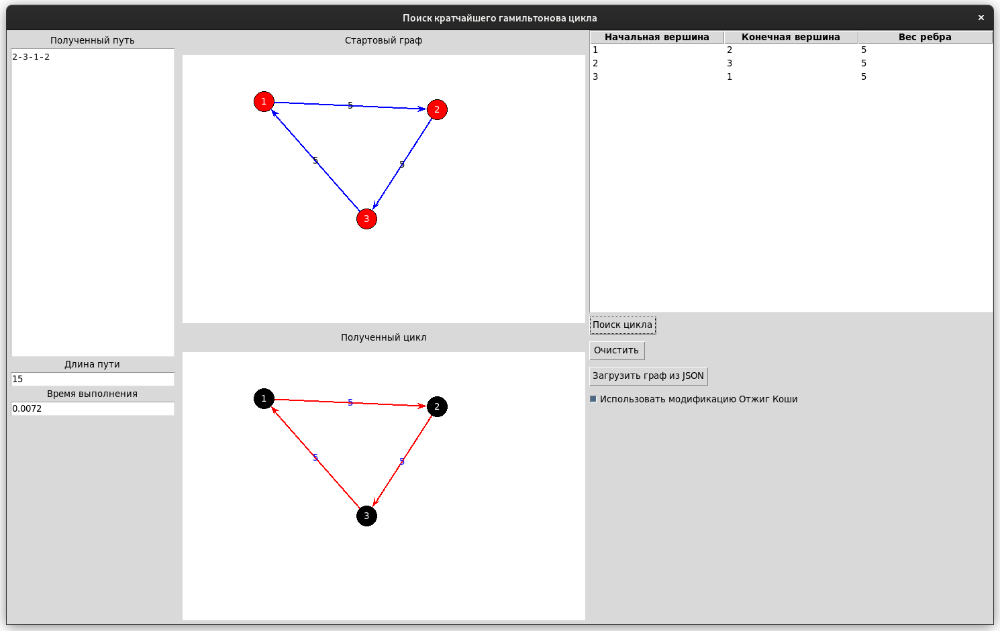 Поиск кратчайшего гамильтонова цикла
×
Полученный путь
2-3-1-2
Длина пути
15
Время выполнения
0.0072
Стартовый граф
1
5
2
5
5
3
Полученный цикл
1
5
2
5
5
3
Начальная вершина Конечная вершина Вес ребра
1 2 5
2 3 5
3 1 5
Поиск цикла
Очистить
Загрузить граф из JSON
Использовать модификацию Отжиг Коши